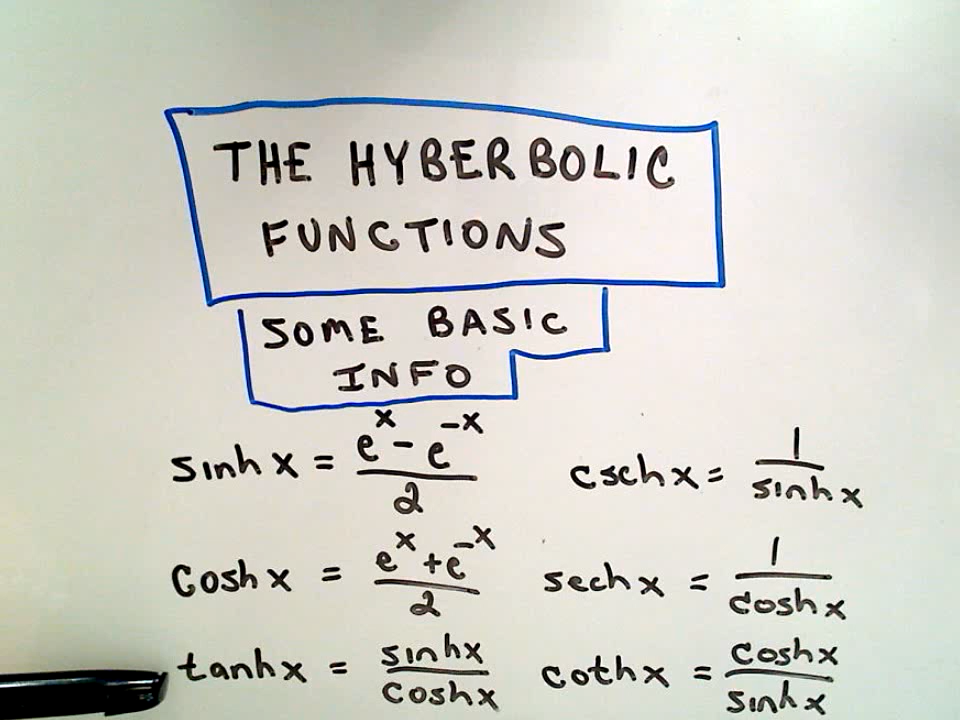 THE HYBERBOLIC
FUNCTIONS
SOME BASIC
INFO
sinh x = (e^x - e^-x)/2
csch x = 1/sinh x
cosh x = (e^x + e^-x)/2
sech x = 1/cosh x
tanh x = sinh x/cosh x
coth x = cosh x/sinh x